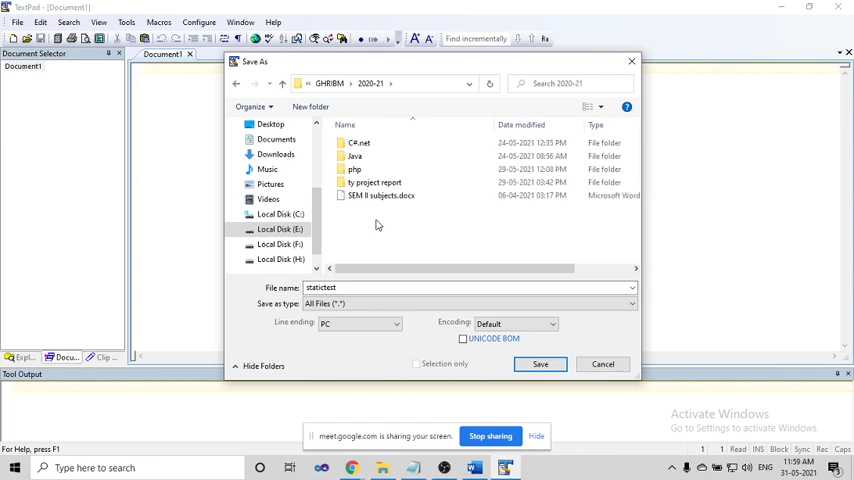 TextPad - [Document1]
File Edit Search View Tools Macros Configure Window Help
Find incrementally
Document Selector
Document1
Document1
Save As
GHRIBM 2020-21
Search 2020-21
Organize New folder
Name Date modified Type
Desktop
Documents
Downloads
Music
Pictures
Videos
Local Disk (C:)
Local Disk (E:)
Local Disk (F:)
Local Disk (H:)
C#.net 24-05-2021 12:35 PM File folder
Java 24-05-2021 08:56 AM File folder
php 29-05-2021 12:08 PM File folder
ty project report 29-05-2021 03:42 PM File folder
SEM II subjects.docx 06-04-2021 03:17 PM Microsoft Word
File name: statictest
Save as type: All Files (*.*)
Line ending: PC Encoding: Default
UNICODE BOM
Hide Folders Selection only Save Cancel
Expl... Docu... Clip ...
Tool Output
Activate Windows
Go to Settings to activate Windows.
meet.google.com is sharing your screen. Stop sharing Hide
For Help, press F1
1 1 Read INS Block Sync Rec Caps
Type here to search
ENG
11:59 AM
31-05-2021
3